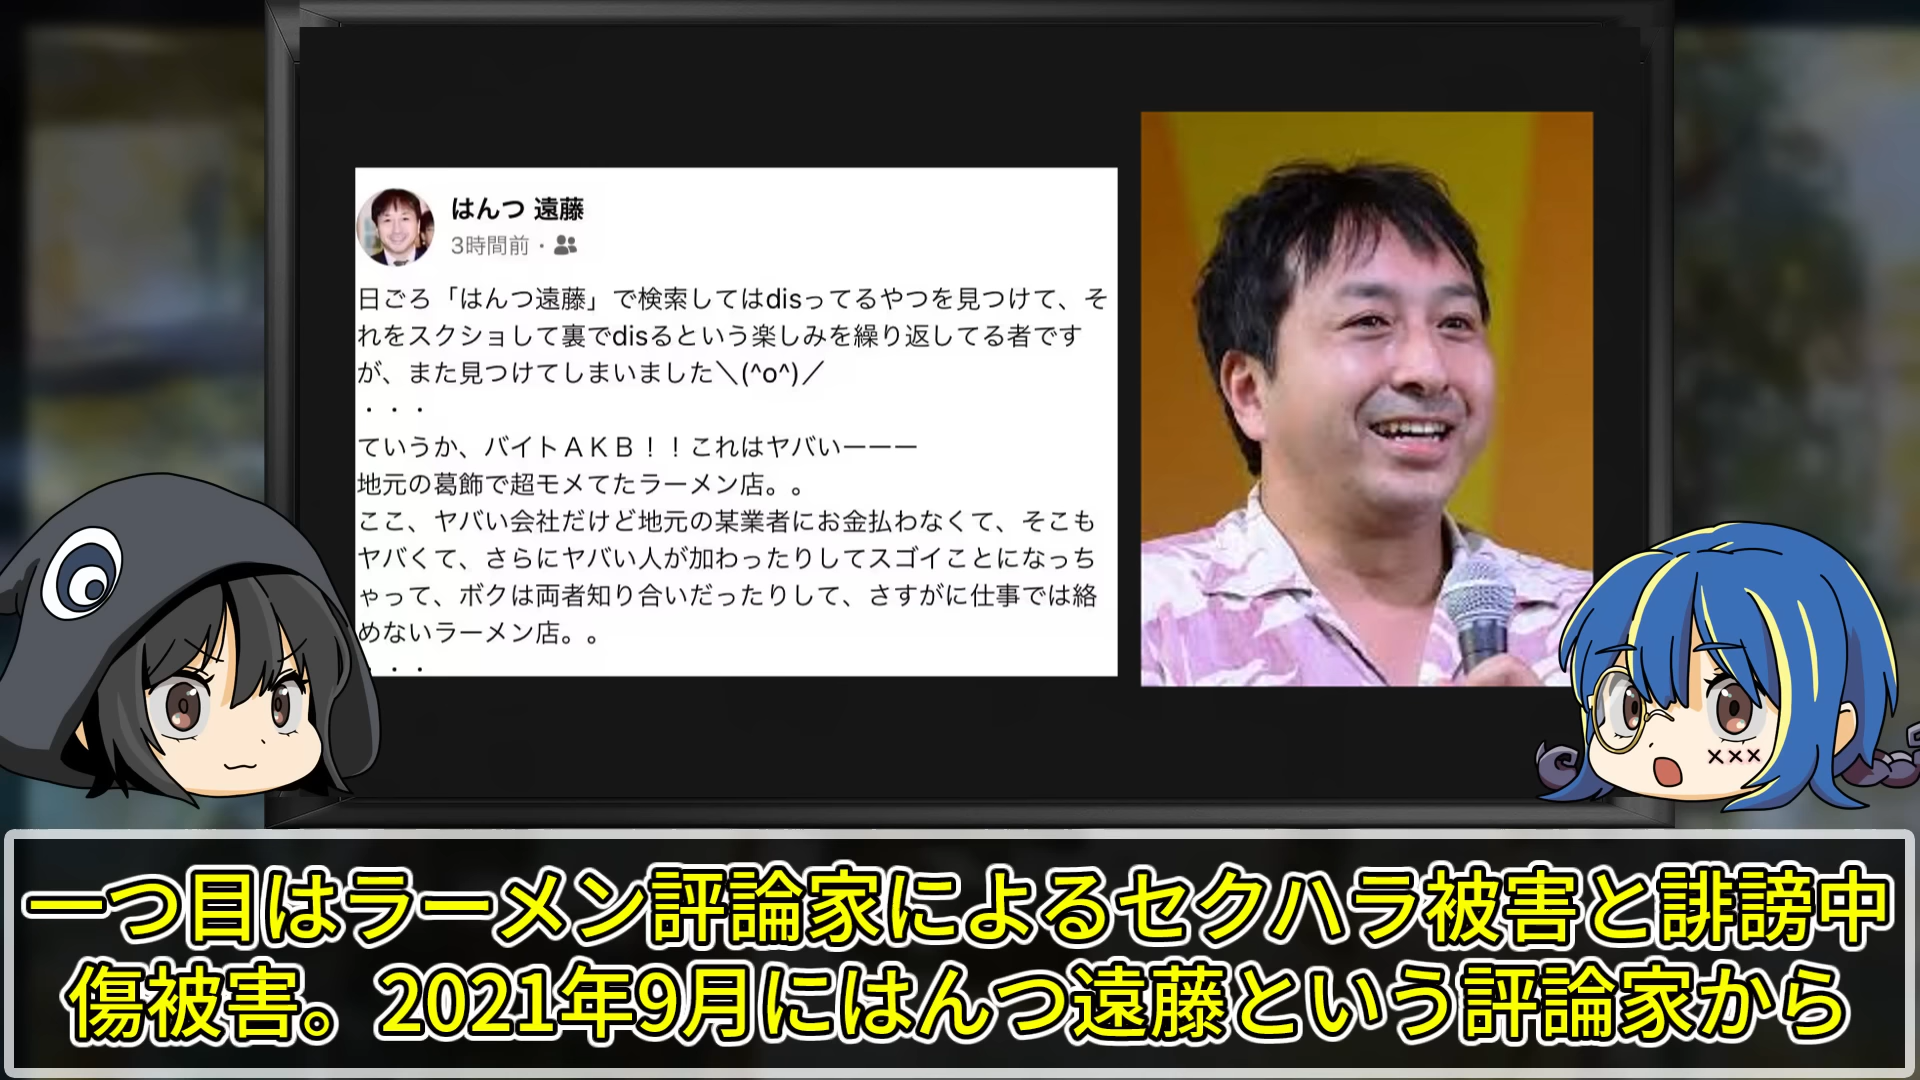 はんつ 遠藤
3時間前・
日ごろ「はんつ遠藤」で検索してはdisってるやつを見つけて、そ
れをスクショして裏でdisるという楽しみを繰り返してる者です
が、また見つけてしまいました＼(^o^)／
・・・
ていうか、バイトＡＫＢ！！これはヤバいーーー
地元の葛飾で超モメてたラーメン店。。
ここ、ヤバい会社だけど地元の某業者にお金払わなくて、そこも
ヤバくて、さらにヤバい人が加わったりしてスゴイことになっち
ゃって、ボクは両者知り合いだったりして、さすがに仕事では絡
めないラーメン店。。
・・・
×××
一つ目はラーメン評論家によるセクハラ被害と誹謗中
傷被害。2021年9月にはんつ遠藤という評論家から